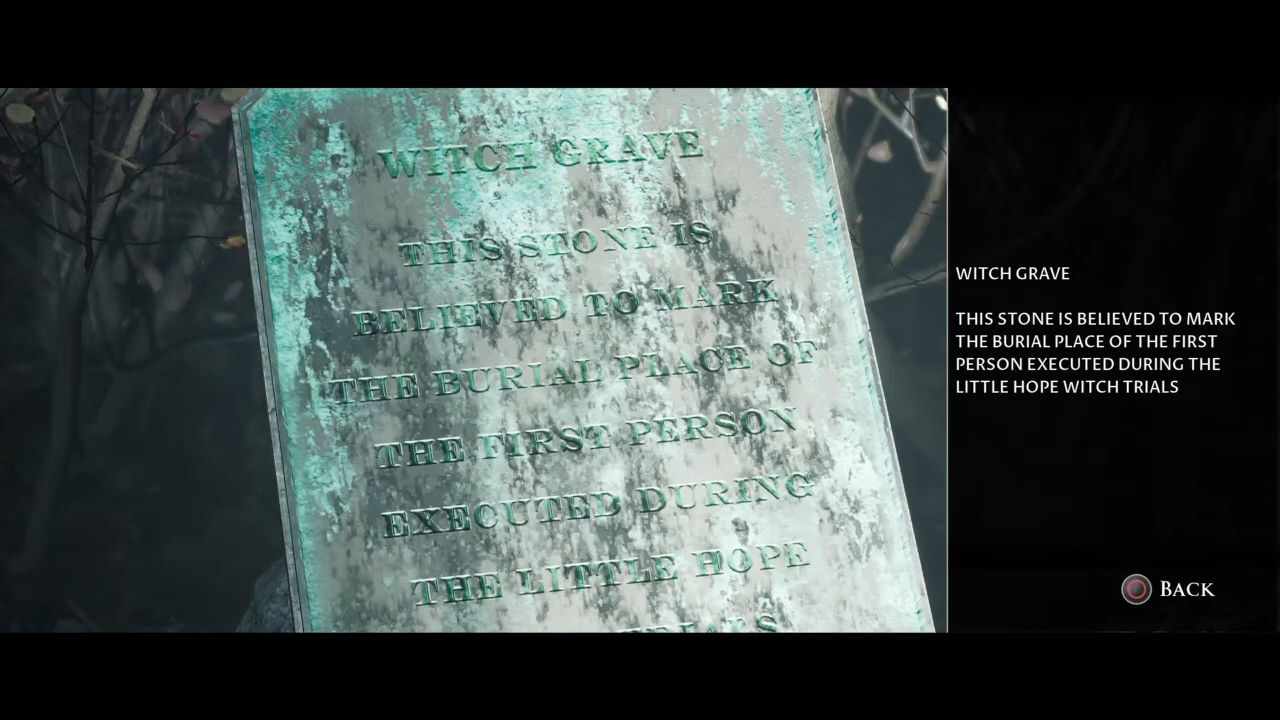 WITCH GRAVE
THIS STONE IS
BELIEVED TO MARK
THE BURIAL PLACE OF
THE FIRST PERSON
EXECUTED DURING
THE LITTLE HOPE
TRIALS
WITCH GRAVE
THIS STONE IS BELIEVED TO MARK
THE BURIAL PLACE OF THE FIRST
PERSON EXECUTED DURING THE
LITTLE HOPE WITCH TRIALS
BACK